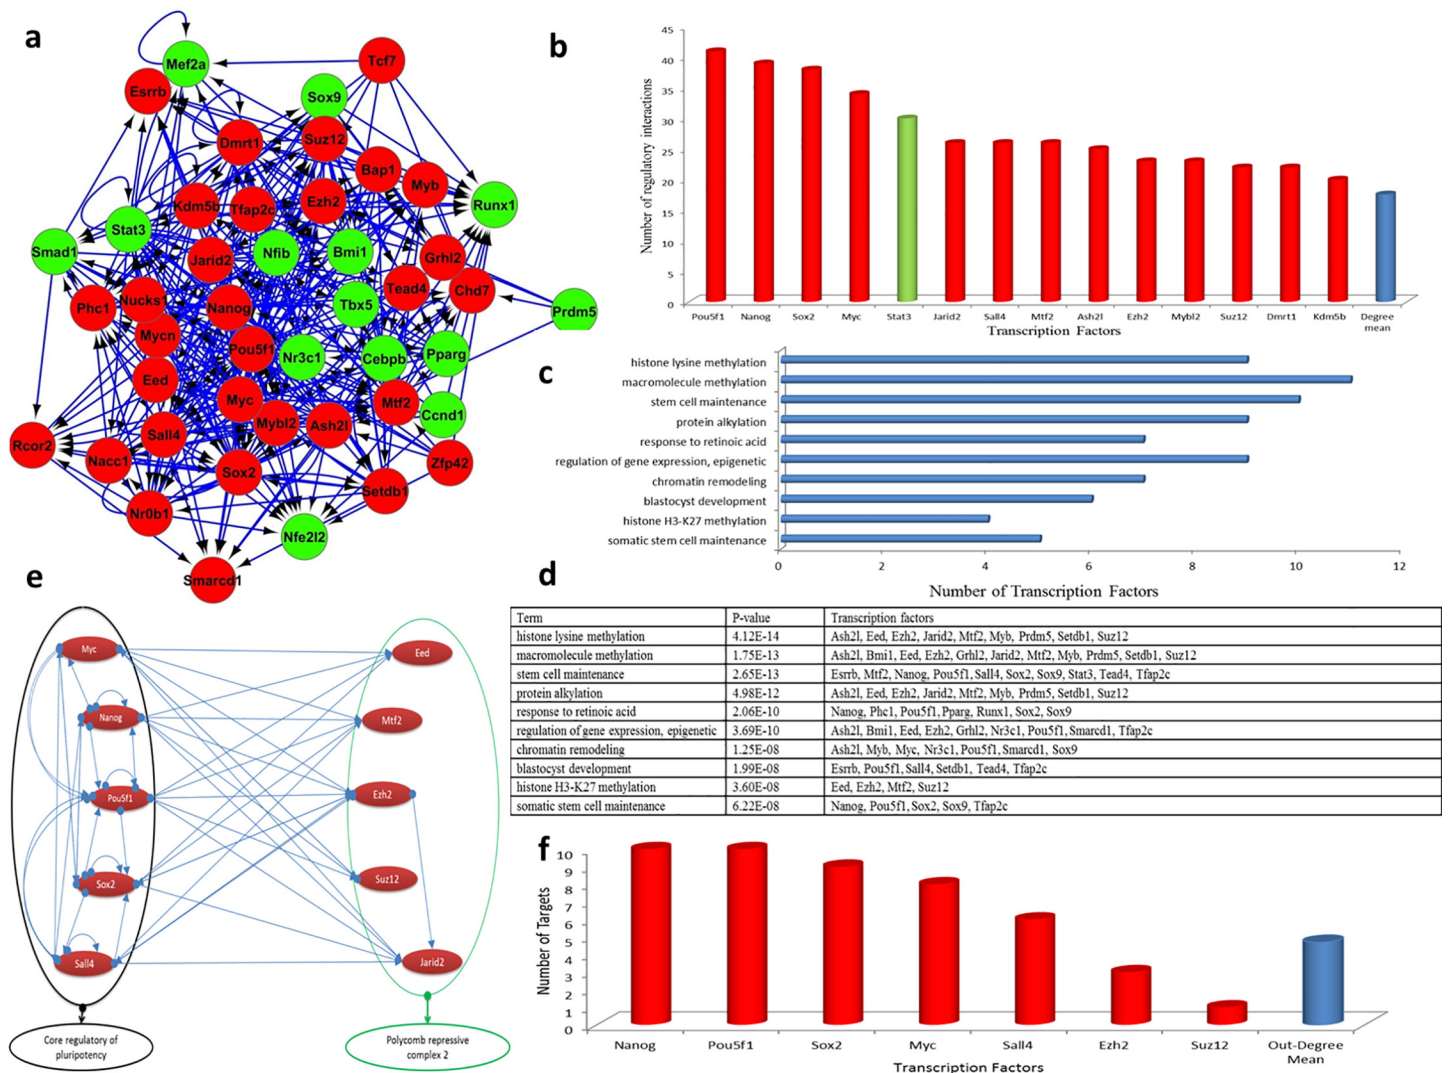 a
Mef2a
Tcf7
Esrrb
Sox9
Dmrt1
Suz12
Bap1
Myb
Kdm5b
Tfap2c
Ezh2
Runx1
Stat3
Smad1
Jarid2
Nfib
Bmi1
Grhl2
Phc1
Nucks1
Nanog
Tbx5
Tead4
Chd7
Prdm5
Mycn
Pou5f1
Nr3c1
Cebpb
Pparg
Eed
Myc
Mtf2
Ccnd1
Sall4
Mybl2
Ash2l
Rcor2
Nacc1
Sox2
Zfp42
Setdb1
Nr0b1
Nfe2l2
Smarcd1
b
Number of regulatory interactions
45
40
35
30
25
20
15
10
5
0
Pou5f1 Nanog Sox2 Myc Stat3 Jarid2 Sall4 Mtf2 Ash2l Ezh2 Mybl2 Suz12 Dmrt1 Kdm5b Degree
mean
Transcription Factors
c
histone lysine methylation
macromolecule methylation
stem cell maintenance
protein alkylation
response to retinoic acid
regulation of gene expression, epigenetic
chromatin remodeling
blastocyst development
histone H3-K27 methylation
somatic stem cell maintenance
0 2 4 6 8 10 12
Number of Transcription Factors
d
Term P-value Transcription factors
histone lysine methylation 4.12E-14 Ash2l, Eed, Ezh2, Jarid2, Mtf2, Myb, Prdm5, Setdb1, Suz12
macromolecule methylation 1.75E-13 Ash2l, Bmi1, Eed, Ezh2, Grhl2, Jarid2, Mtf2, Myb, Prdm5, Setdb1, Suz12
stem cell maintenance 2.65E-13 Esrrb, Mtf2, Nanog, Pou5f1, Sall4, Sox2, Sox9, Stat3, Tead4, Tfap2c
protein alkylation 4.98E-12 Ash2l, Eed, Ezh2, Jarid2, Mtf2, Myb, Prdm5, Setdb1, Suz12
response to retinoic acid 2.06E-10 Nanog, Phc1, Pou5f1, Pparg, Runx1, Sox2, Sox9
regulation of gene expression, epigenetic 3.69E-10 Ash2l, Bmi1, Eed, Ezh2, Grhl2, Nr3c1, Pou5f1, Smarcd1, Tfap2c
chromatin remodeling 1.25E-08 Ash2l, Myb, Myc, Nr3c1, Pou5f1, Smarcd1, Sox9
blastocyst development 1.99E-08 Esrrb, Pou5f1, Sall4, Setdb1, Tead4, Tfap2c
histone H3-K27 methylation 3.60E-08 Eed, Ezh2, Mtf2, Suz12
somatic stem cell maintenance 6.22E-08 Nanog, Pou5f1, Sox2, Sox9, Tfap2c
e
Myc
Nanog
Pou5f1
Sox2
Sall4
Eed
Mtf2
Ezh2
Suz12
Jarid2
Core regulatory of
pluripotency
Polycomb repressive
complex 2
f
Number of Targets
10
9
8
7
6
5
4
3
2
1
0
Nanog Pou5f1 Sox2 Myc Sall4 Ezh2 Suz12 Out-Degree
Mean
Transcription Factors